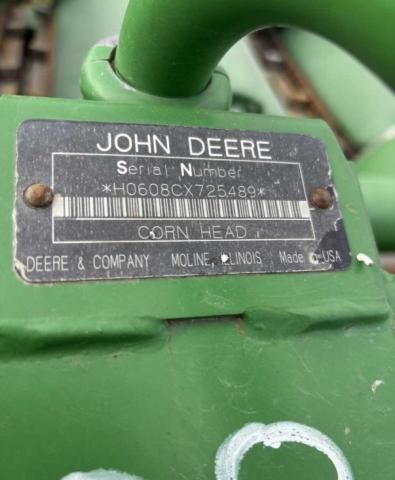 JOHN DEERE
Serial Number
*H0608CX725489*
CORN HEAD
DEERE & COMPANY MOLINE, ILLINOIS Made in USA